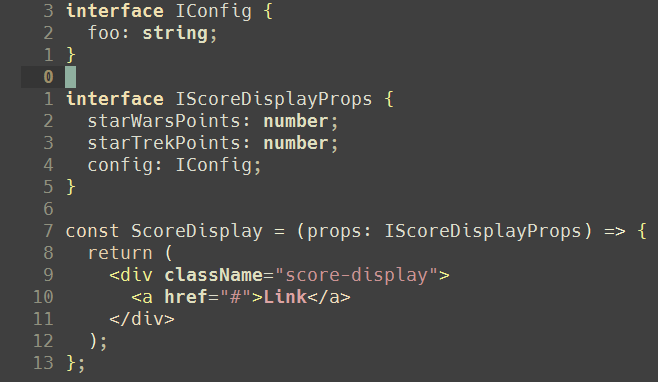 3 interface IConfig {
2   foo: string;
1 }
0
1 interface IScoreDisplayProps {
2   starWarsPoints: number;
3   starTrekPoints: number;
4   config: IConfig;
5 }
6
7 const ScoreDisplay = (props: IScoreDisplayProps) => {
8   return (
9     <div className="score-display">
10       <a href="#">Link</a>
11     </div>
12   );
13 };